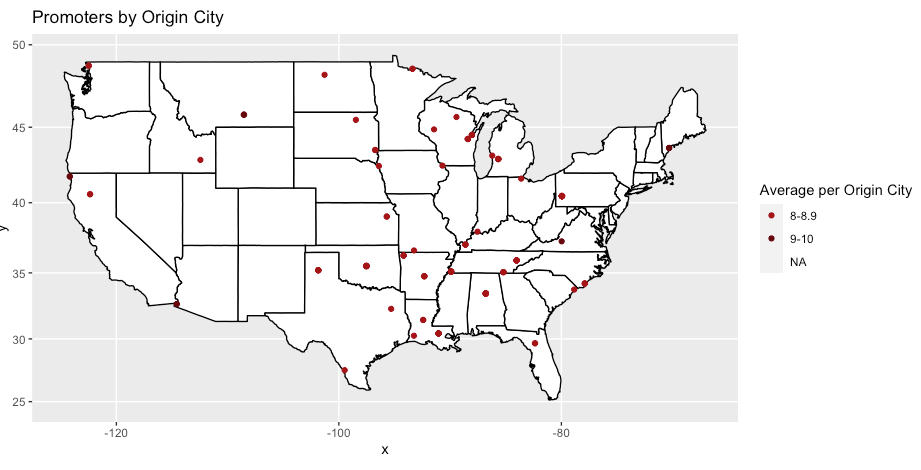 Promoters by Origin City
50
45
40
35
30
25
y
-120
-100
-80
x
Average per Origin City
8-8.9
9-10
NA